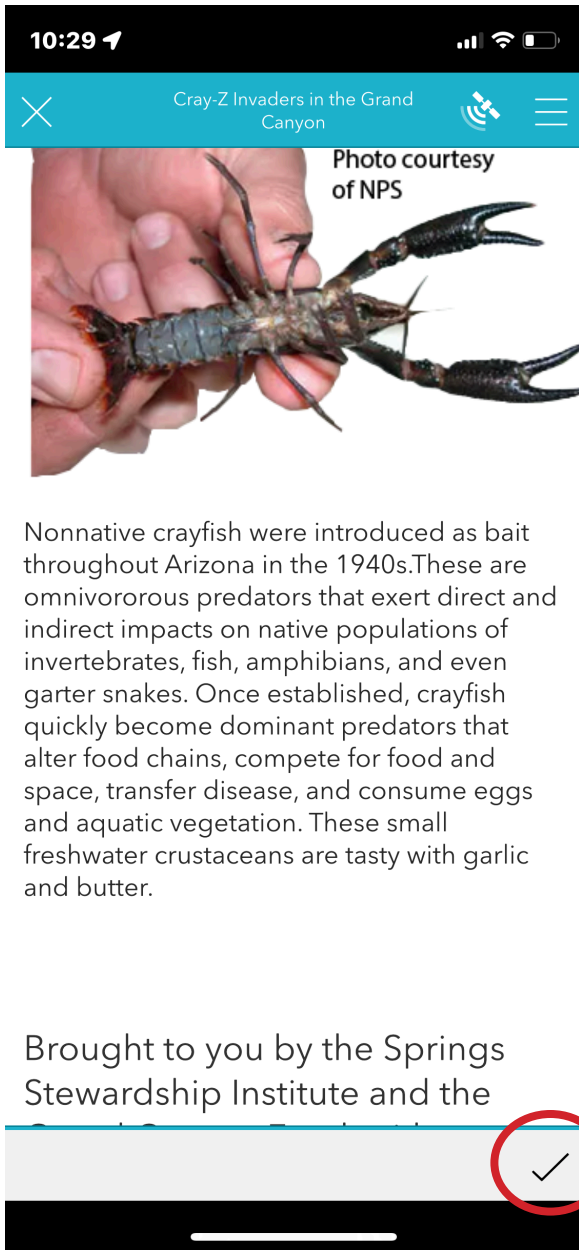 10:29
Cray-Z Invaders in the Grand
Canyon
Photo courtesy
of NPS
Nonnative crayfish were introduced as bait
throughout Arizona in the 1940s.These are
omnivororous predators that exert direct and
indirect impacts on native populations of
invertebrates, fish, amphibians, and even
garter snakes. Once established, crayfish
quickly become dominant predators that
alter food chains, compete for food and
space, transfer disease, and consume eggs
and aquatic vegetation. These small
freshwater crustaceans are tasty with garlic
and butter.
Brought to you by the Springs
Stewardship Institute and the